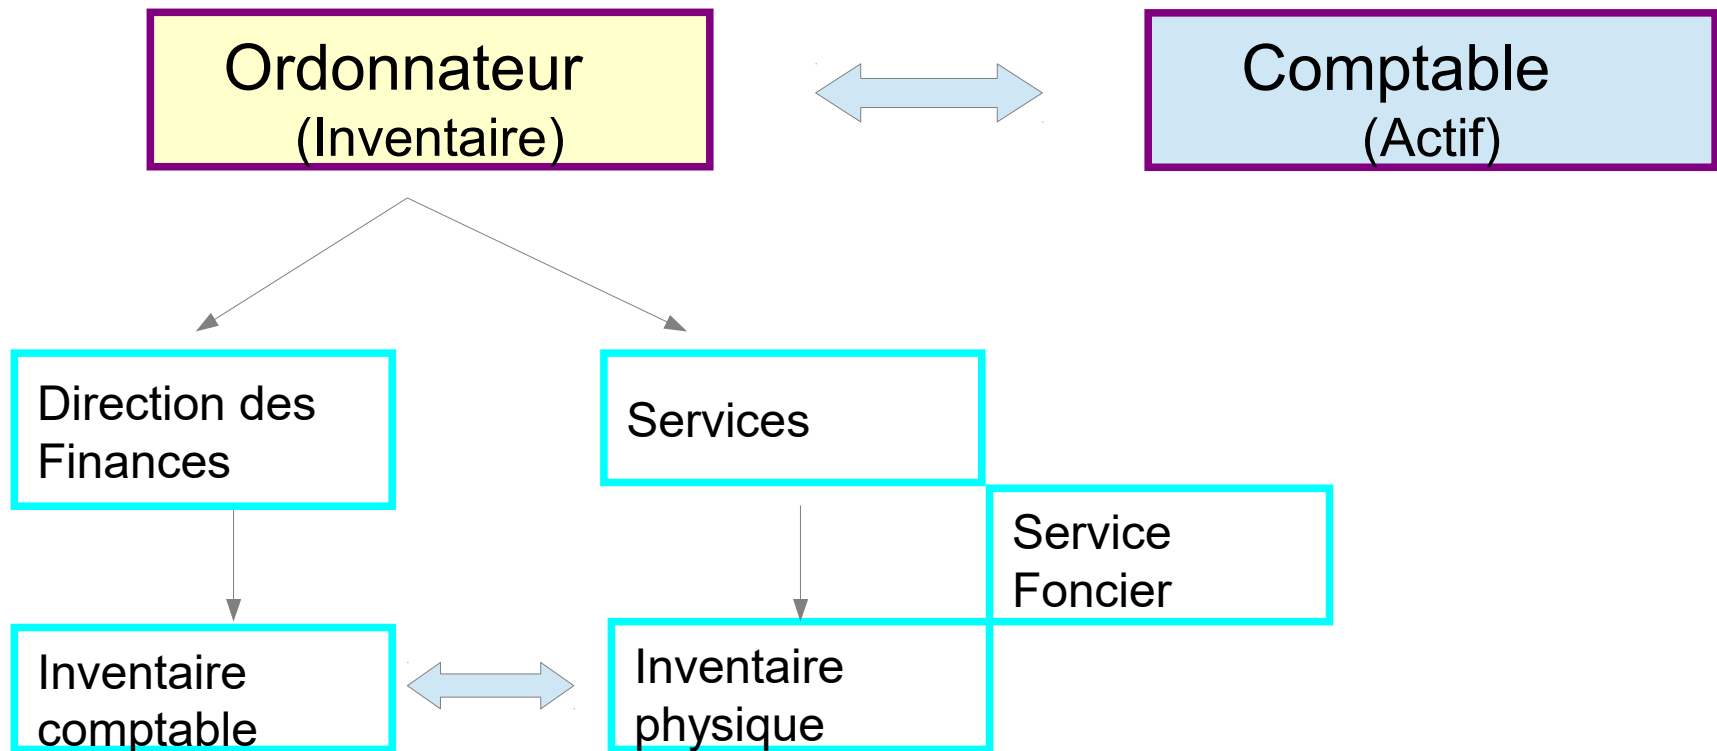 Ordonnateur
(Inventaire)
Comptable
(Actif)
Direction des
Finances
Services
Service
Foncier
Inventaire
comptable
Inventaire
physique